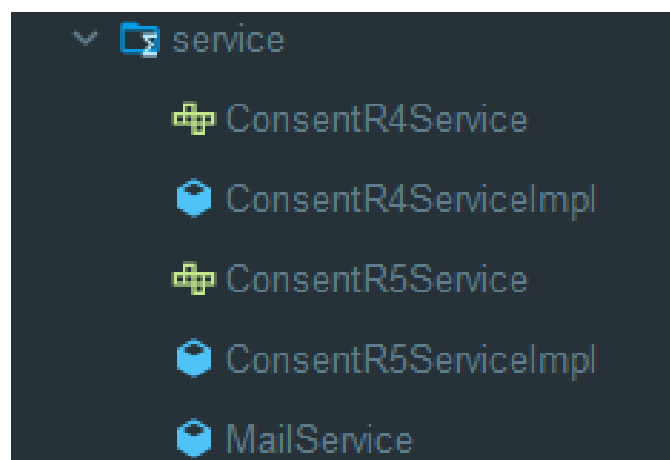 service
ConsentR4Service
ConsentR4ServiceImpl
ConsentR5Service
ConsentR5ServiceImpl
MailService